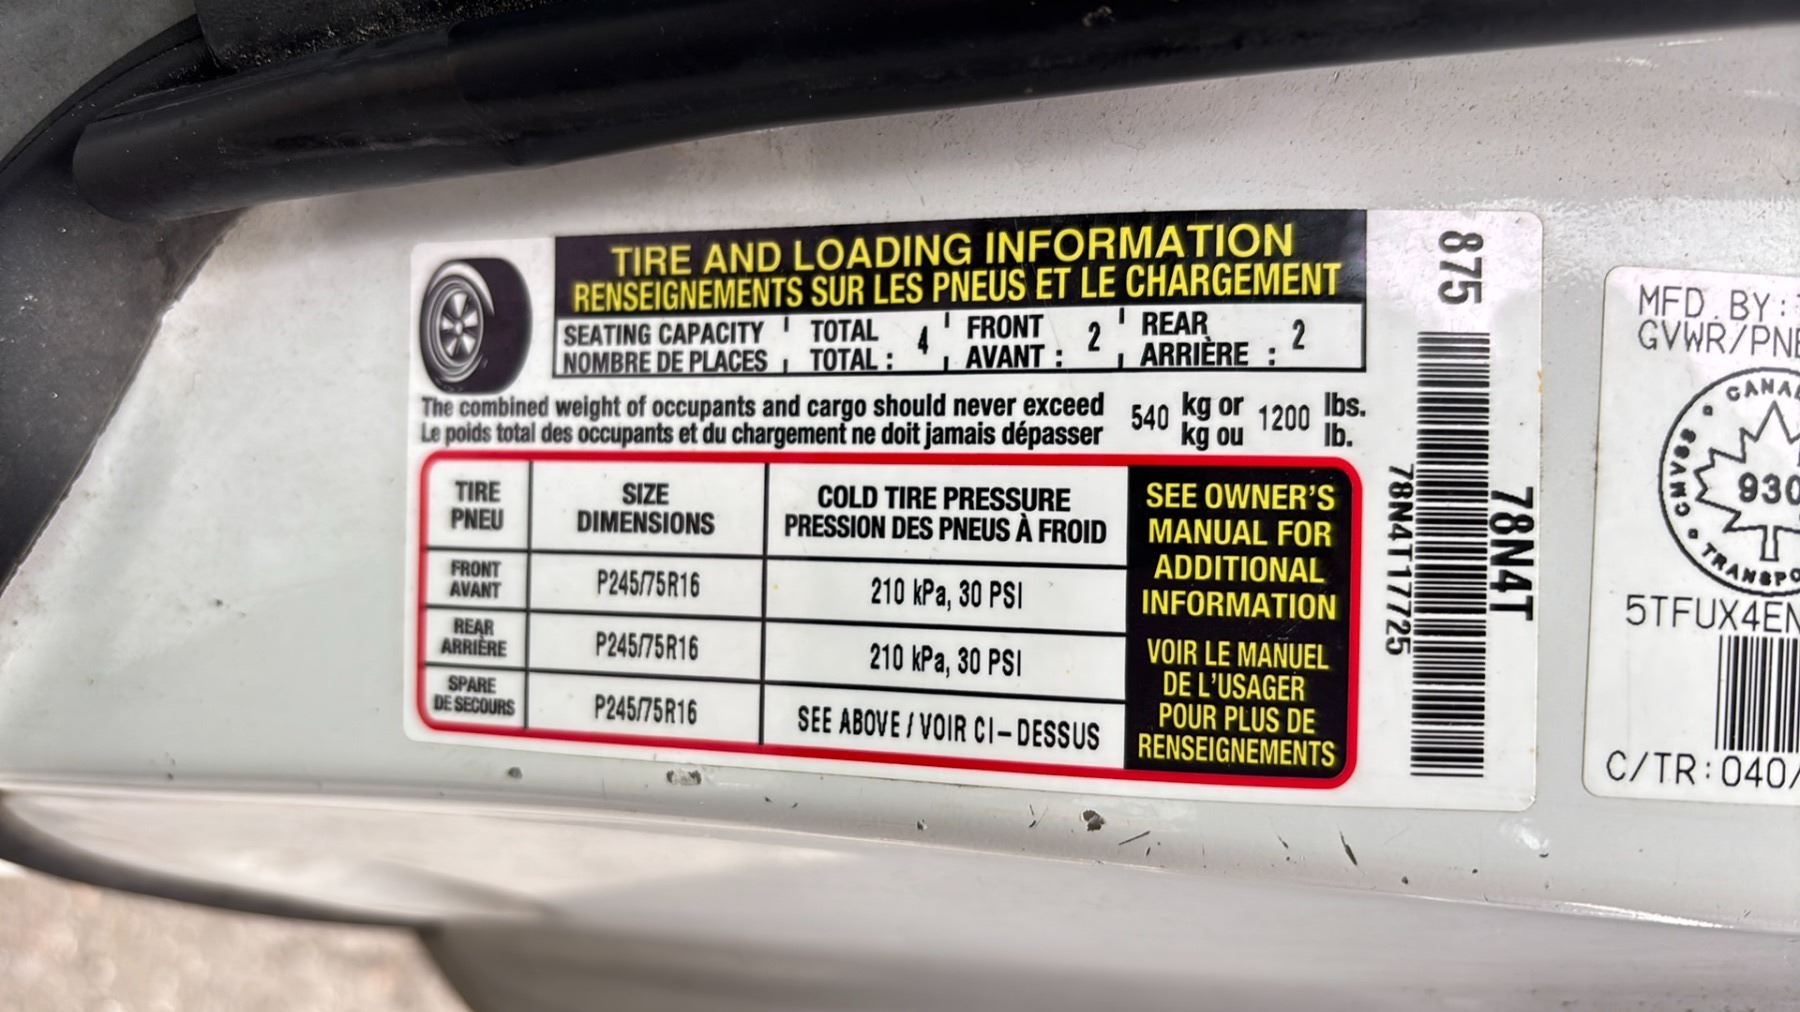 TIRE AND LOADING INFORMATION
RENSEIGNEMENTS SUR LES PNEUS ET LE CHARGEMENT
SEATING CAPACITY TOTAL 4 FRONT 2 REAR 2
NOMBRE DE PLACES TOTAL : AVANT : ARRIÈRE :
The combined weight of occupants and cargo should never exceed 540 kg or 1200 lbs.
Le poids total des occupants et du chargement ne doit jamais dépasser kg ou lb.
TIRE SIZE COLD TIRE PRESSURE
PNEU DIMENSIONS PRESSION DES PNEUS À FROID
FRONT P245/75R16 210 kPa, 30 PSI
AVANT
REAR P245/75R16 210 kPa, 30 PSI
ARRIÈRE
SPARE P245/75R16 SEE ABOVE / VOIR CI-DESSUS
DE SECOURS
SEE OWNER'S
MANUAL FOR
ADDITIONAL
INFORMATION
VOIR LE MANUEL
DE L'USAGER
POUR PLUS DE
RENSEIGNEMENTS
875
78N4T17725
78N4T
MFD. BY:
GVWR/PNB
CANA
CMVSS
930
TRANSPO
5TFUX4EN
C/TR:040/